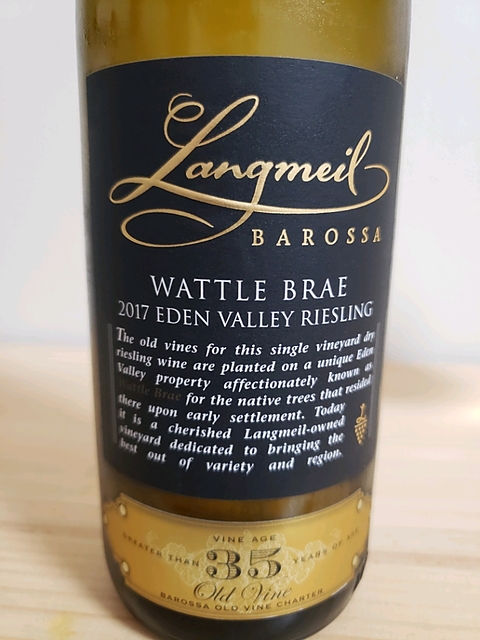 Langmeil
BAROSSA
WATTLE BRAE
2017 EDEN VALLEY RIESLING
The old vines for this single vineyard dry
riesling wine are planted on a unique Eden
Valley property affectionately known as
Wattle Brae for the native trees that resided
there upon early settlement. Today
it is a cherished Langmeil-owned
vineyard dedicated to bringing the
best out of variety and region.
VINE AGE
GREATER THAN 35 YEARS OF AGE
Old Vine
BAROSSA OLD VINE CHARTER